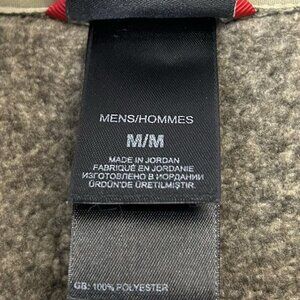 MENS/HOMMES
M/M
MADE IN JORDAN
FABRIQUÉ EN JORDANIE
ИЗГОТОВЛЕНО В ИОРДАНИИ
ÜRDÜN'DE ÜRETILMIŞTIR.
GB: 100% POLYESTER